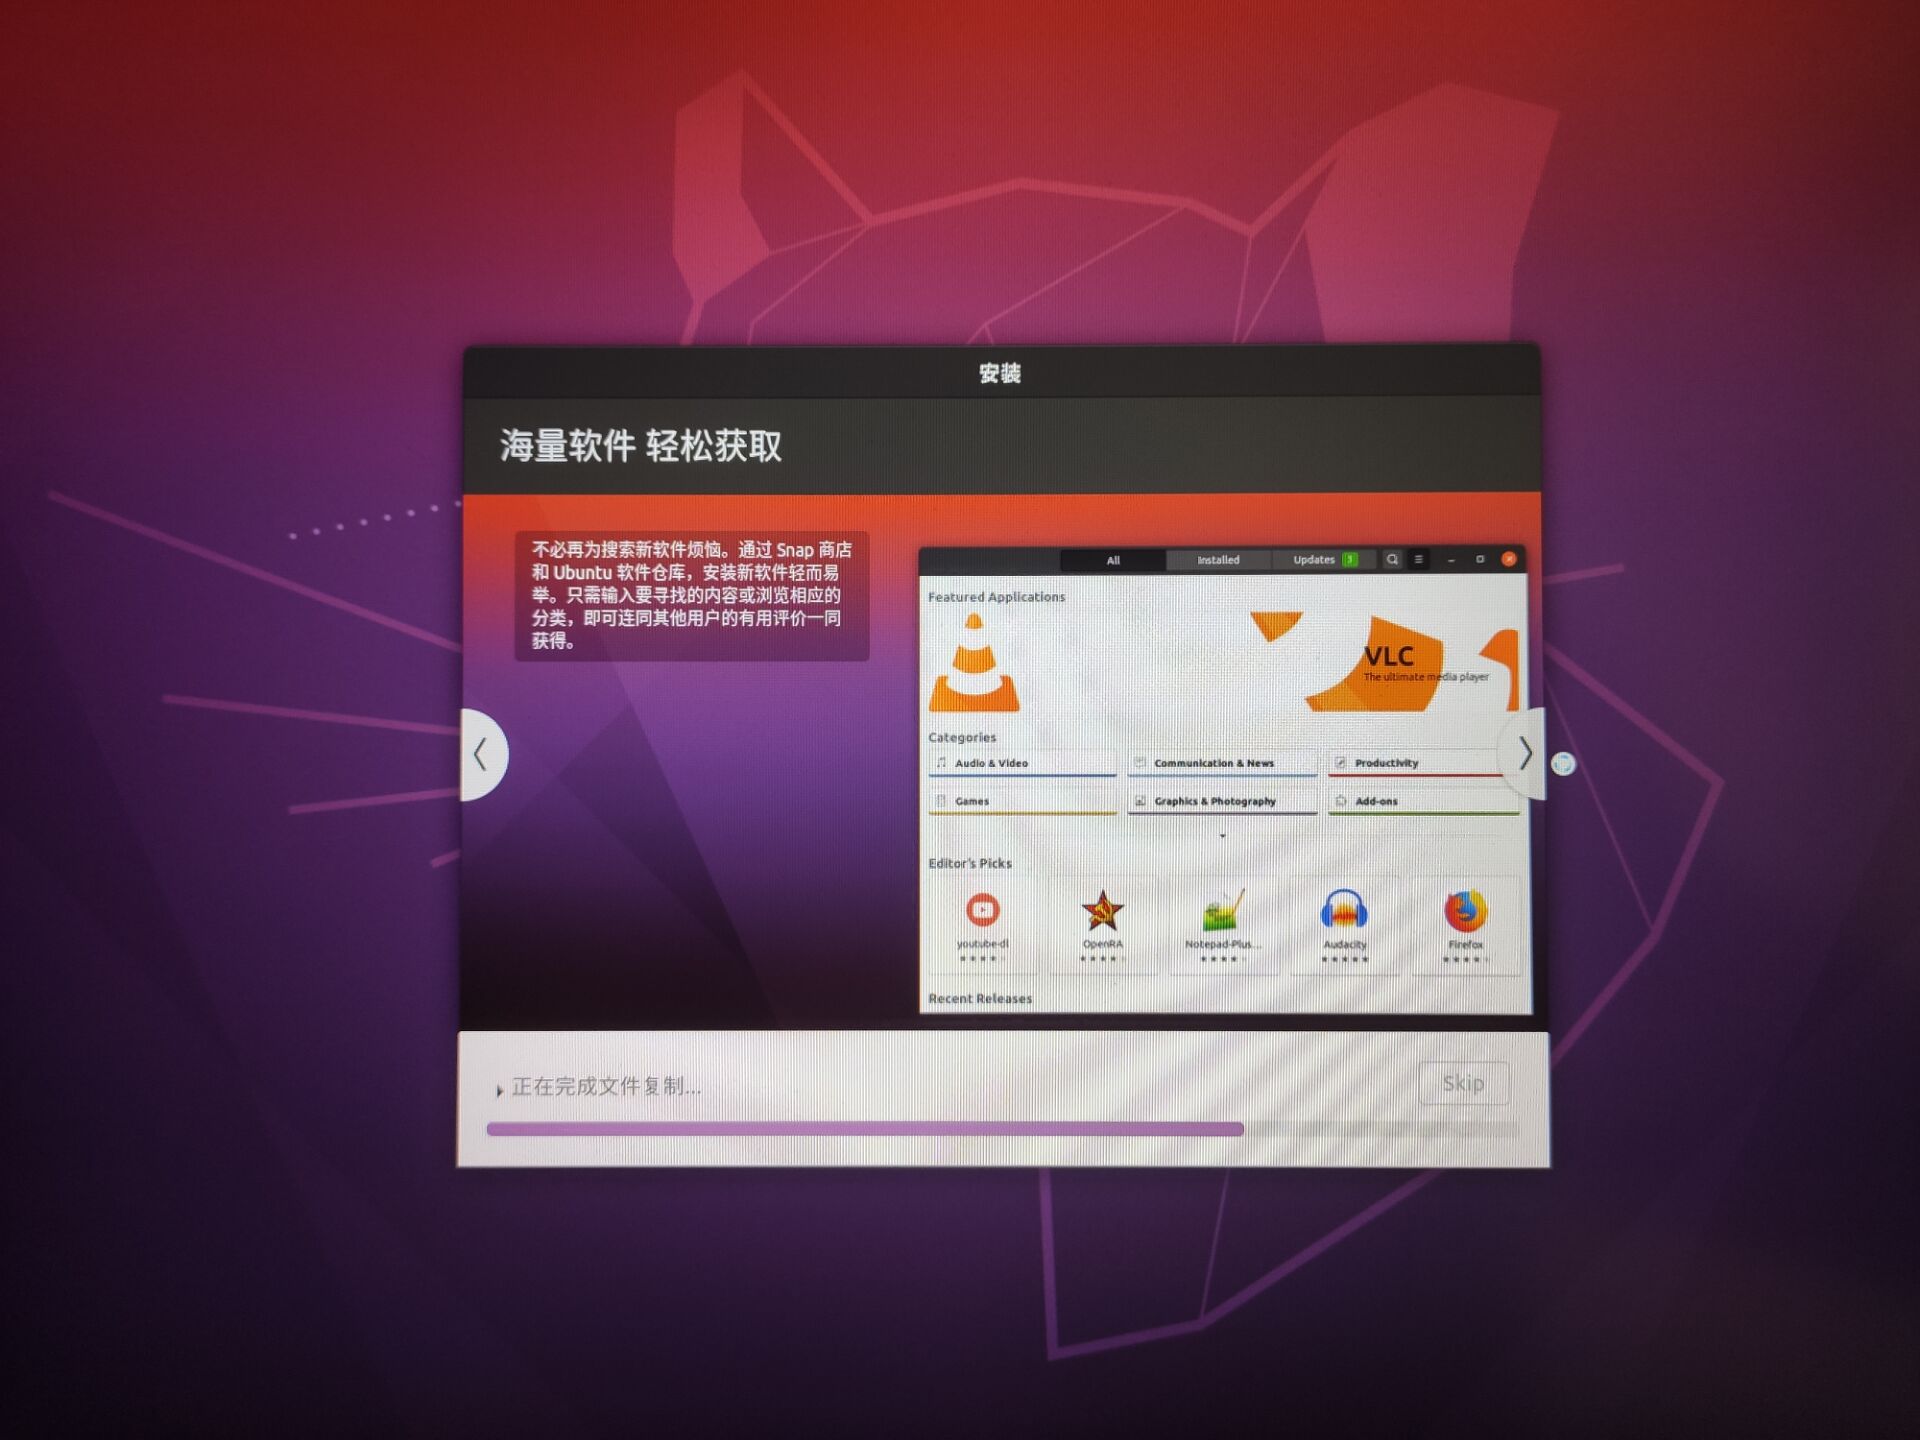 安装
海量软件 轻松获取
不必再为搜索新软件烦恼。通过 Snap 商店
和 Ubuntu 软件仓库，安装新软件轻而易
举。只需输入要寻找的内容或浏览相应的
分类，即可连同其他用户的有用评价一同
获得。
All Installed Updates 3
Featured Applications
VLC
The ultimate media player
Categories
Audio & Video Communication & News Productivity
Games Graphics & Photography Add-ons
Editor's Picks
youtube-dl OpenRA Notepad-Plus... Audacity Firefox
Recent Releases
正在完成文件复制...
Skip